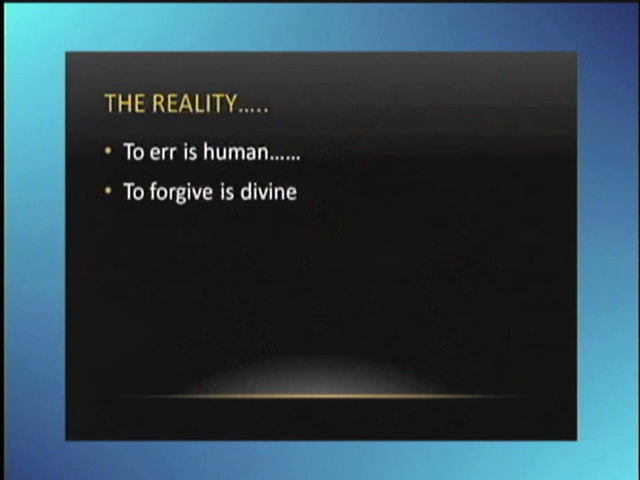 THE REALITY.....
• To err is human......
• To forgive is divine